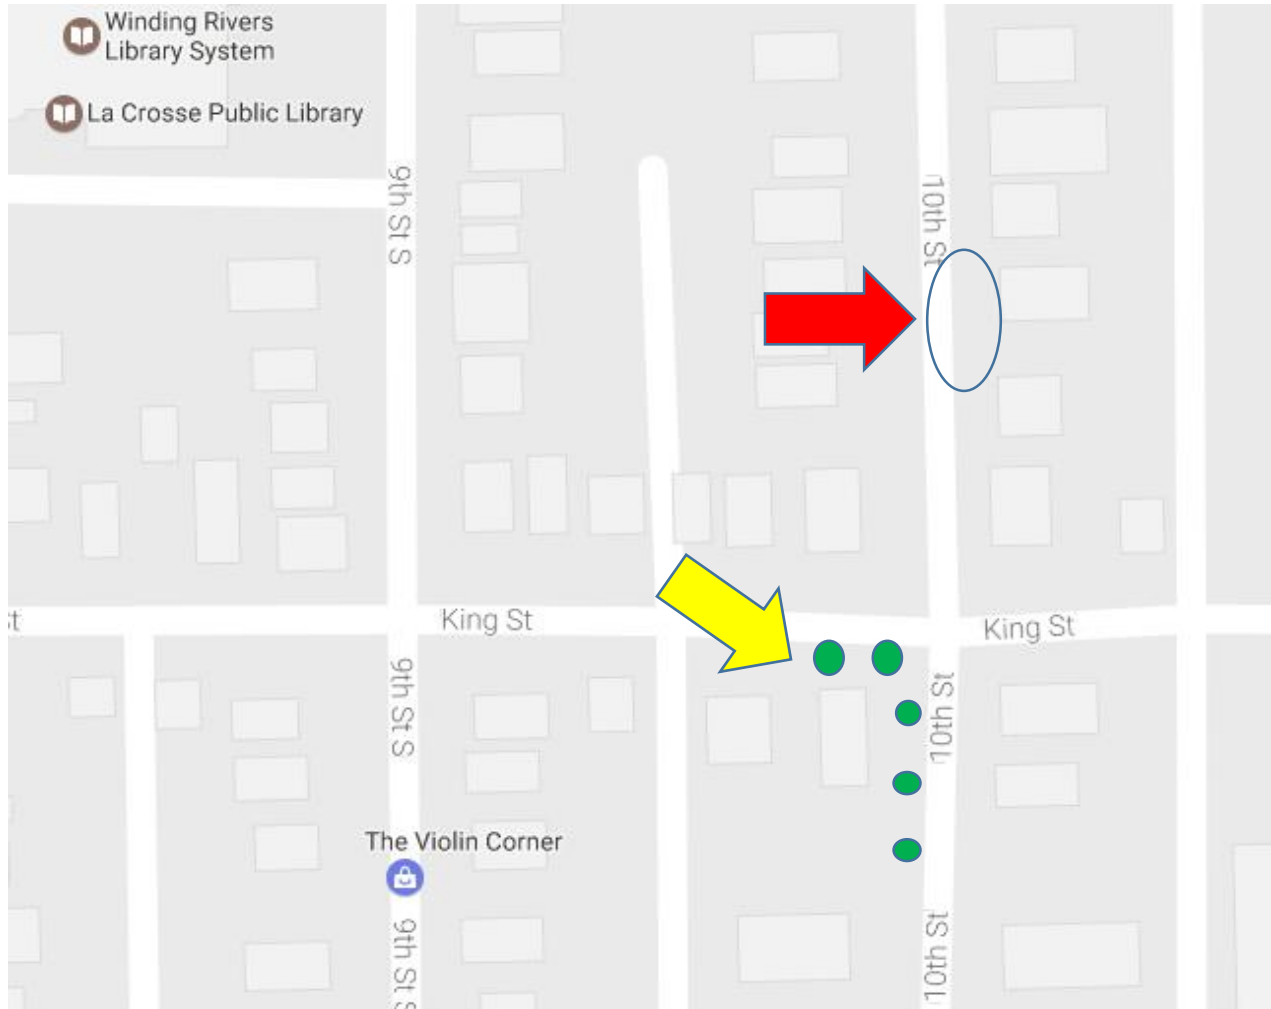 Winding Rivers
Library System
La Crosse Public Library
9th St S
10th St
King St
King St
9th St S
10th St
The Violin Corner
9th St S
10th St